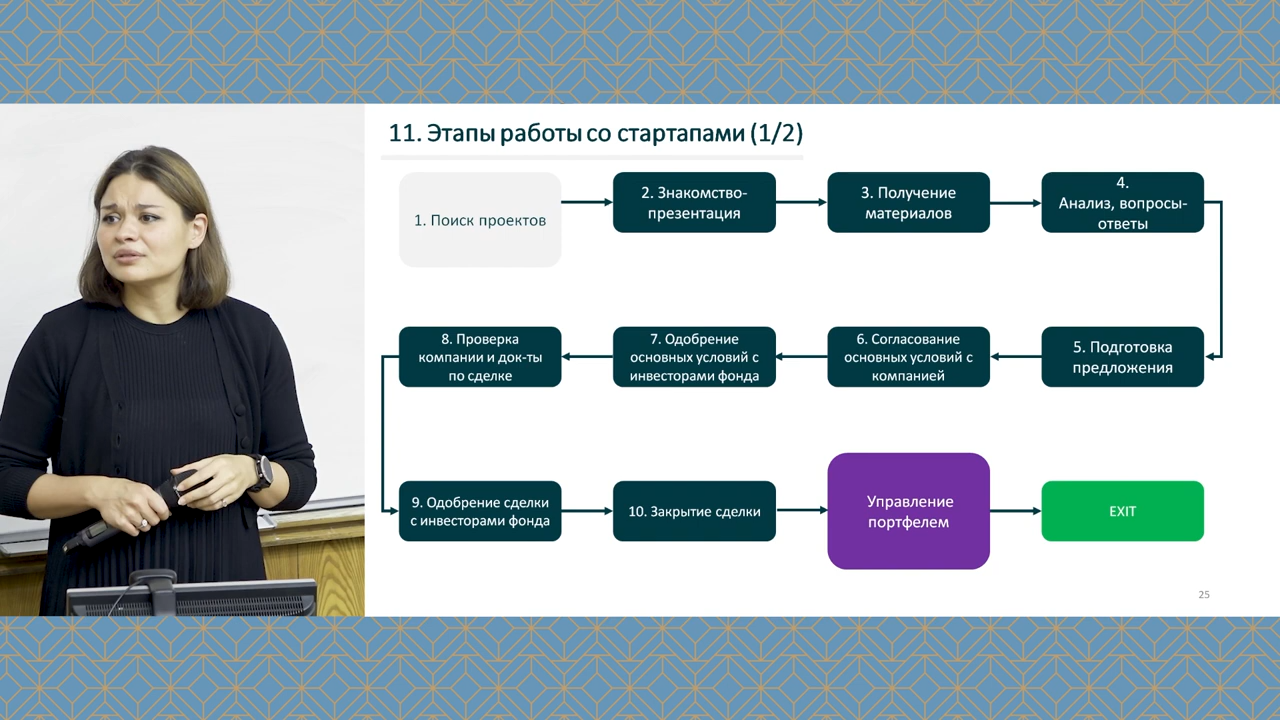 11. Этапы работы со стартапами (1/2)
1. Поиск проектов
2. Знакомство-
презентация
3. Получение
материалов
4.
Анализ, вопросы-
ответы
5. Подготовка
предложения
6. Согласование
основных условий с
компанией
7. Одобрение
основных условий с
инвесторами фонда
8. Проверка
компании и док-ты
по сделке
9. Одобрение сделки
с инвесторами фонда
10. Закрытие сделки
Управление
портфелем
EXIT
25